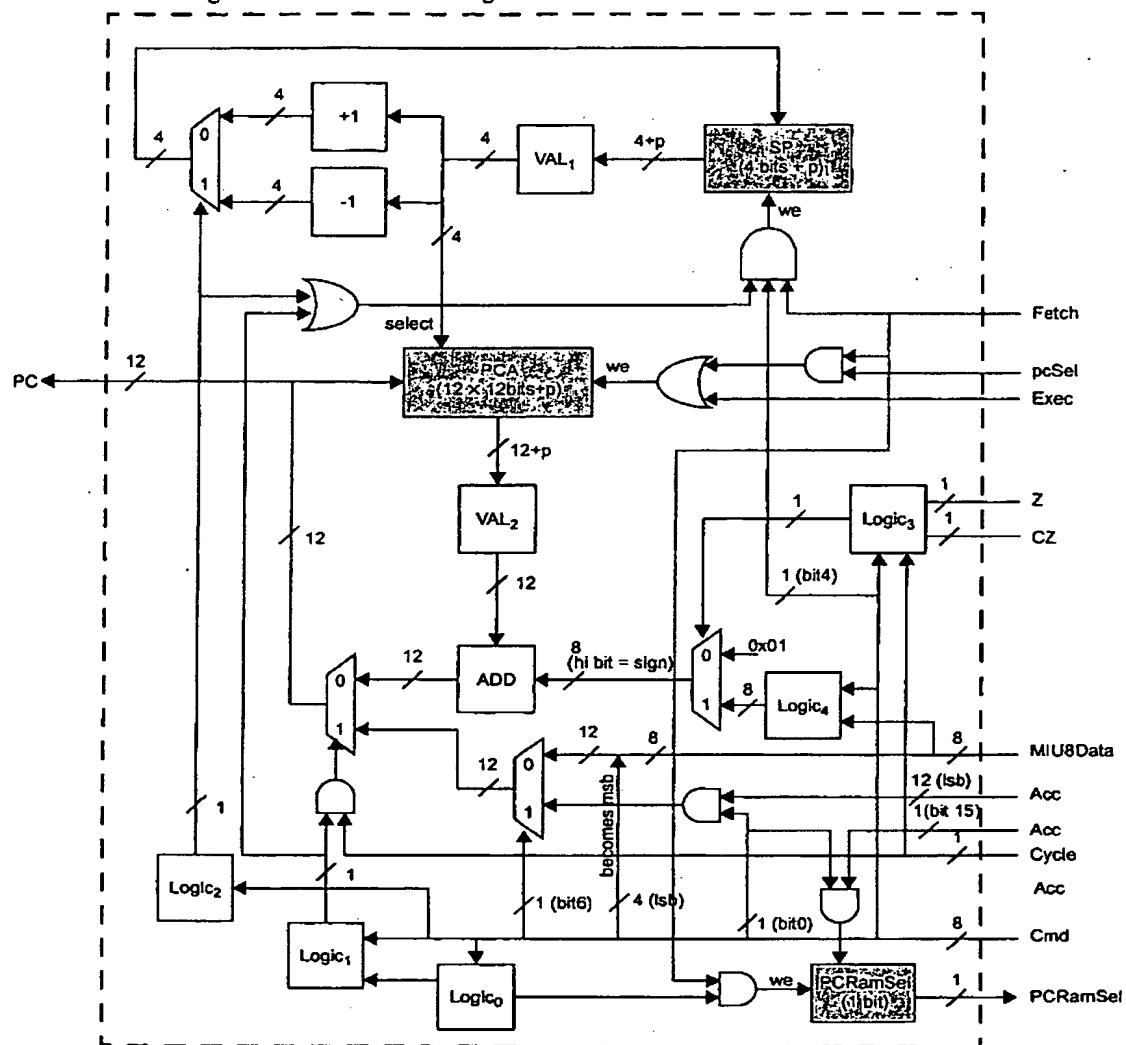 4
+1
4
0
1
4
-1
4
VAL₁
4+p
SP
(4 bits + p)
we
4
select
Fetch
PC
12
PCA
(12 × 12bits+p)
we
pcSel
Exec
12+p
VAL₂
12
12
1
Logic₃
1
Z
1
CZ
1 (bit4)
0
1
12
ADD
8
(hi bit = sign)
0
1
0x01
8
Logic₄
12
0
1
12
8
8
MIU8Data
becomes msb
12 (lsb)
Acc
1(bit 15)
Acc
1
1
Cycle
Logic₂
1
Acc
1 (bit6)
4 (lsb)
1 (bit0)
8
Cmd
Logic₁
Logic₀
we
PCRamSel
(1 bit)
1
PCRamSel